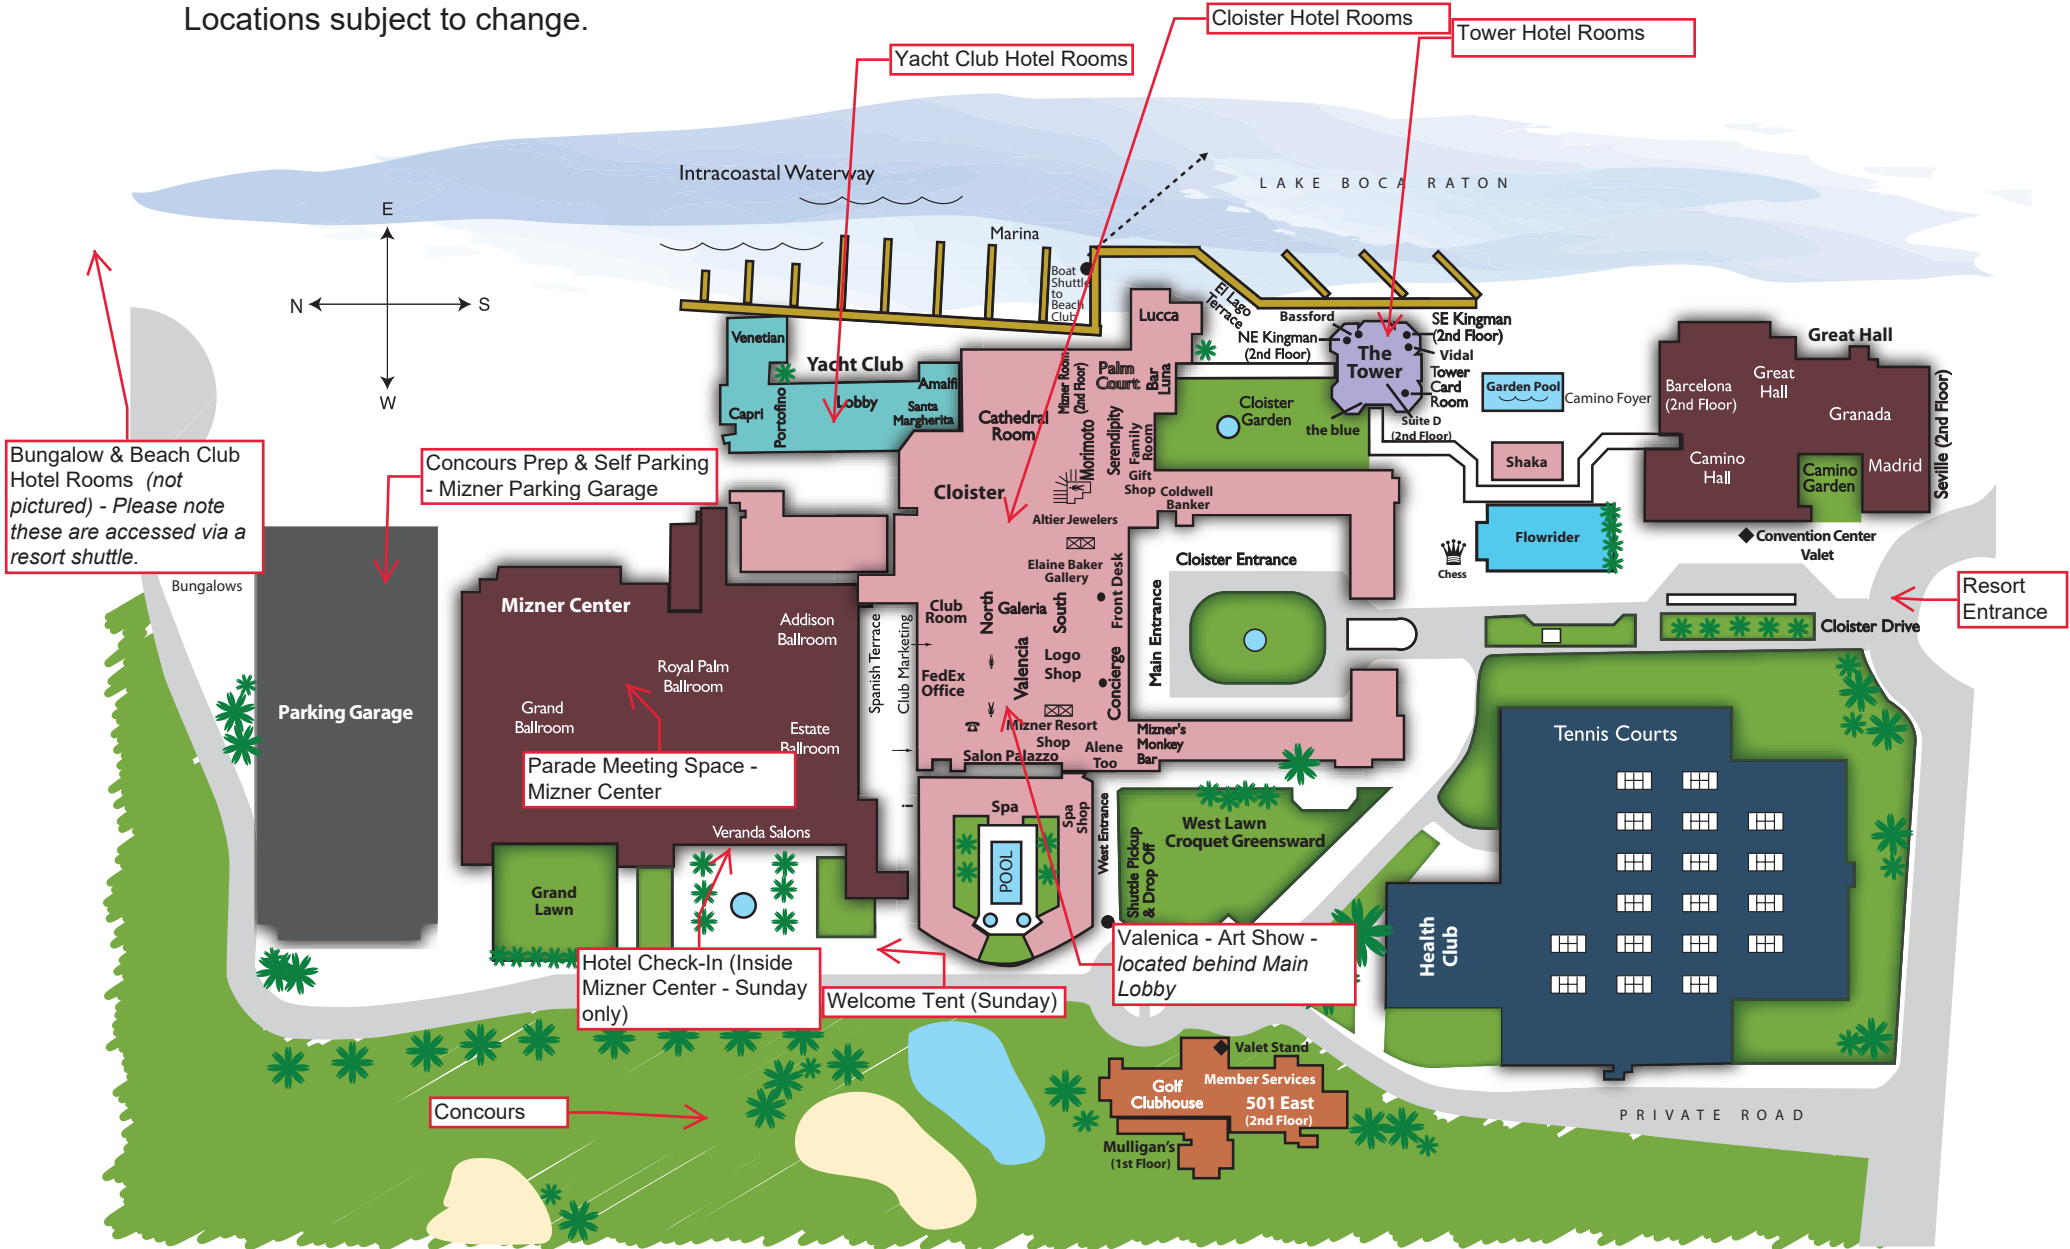 Locations subject to change.
Cloister Hotel Rooms
Tower Hotel Rooms
Yacht Club Hotel Rooms
Intracoastal Waterway
LAKE BOCA RATON
E
N
S
W
Marina
Boat
Shuttle
to
Beach
Club
El Lago
Terrace
Lucca
Bassford
NE Kingman
(2nd Floor)
SE Kingman
(2nd Floor)
Vidal
Tower
Card
Room
The
Tower
Suite D
(2nd Floor)
the blue
Great Hall
Barcelona
(2nd Floor)
Great
Hall
Granada
Camino
Hall
Camino
Garden
Madrid
Seville (2nd Floor)
Garden Pool
Camino Foyer
Shaka
Flowrider
Chess
Convention Center
Valet
Venetian
Yacht Club
Amalfi
Lobby
Santa
Margherita
Capri
Portofino
Mizner Room
(2nd Floor)
Palm
Court
Bar
Luna
Cathedral
Room
Morimoto
Serendipity
Family
Room
Gift
Shop
Coldwell
Banker
Cloister
Garden
Cloister
Altier Jewelers
Elaine Baker
Gallery
Front Desk
Cloister Entrance
Main Entrance
Bungalow & Beach Club
Hotel Rooms (not
pictured) - Please note
these are accessed via a
resort shuttle.
Concours Prep & Self Parking
- Mizner Parking Garage
Bungalows
Parking Garage
Mizner Center
Addison
Ballroom
Royal Palm
Ballroom
Grand
Ballroom
Estate
Ballroom
Parade Meeting Space -
Mizner Center
Veranda Salons
Spanish Terrace
Club Marketing
Club
Room
North
Galeria
South
Valencia
Logo
Shop
FedEx
Office
Concierge
Mizner Resort
Shop
Salon Palazzo
Alene
Too
Mizner's
Monkey
Bar
Resort
Entrance
Cloister Drive
Tennis Courts
Spa
Spa
Shop
POOL
West Entrance
Shuttle Pickup
& Drop Off
West Lawn
Croquet Greensward
Health
Club
Grand
Lawn
Hotel Check-In (Inside
Mizner Center - Sunday
only)
Welcome Tent (Sunday)
Valenica - Art Show -
located behind Main
Lobby
Concours
Valet Stand
Golf
Clubhouse
Member Services
501 East
(2nd Floor)
Mulligan's
(1st Floor)
PRIVATE ROAD